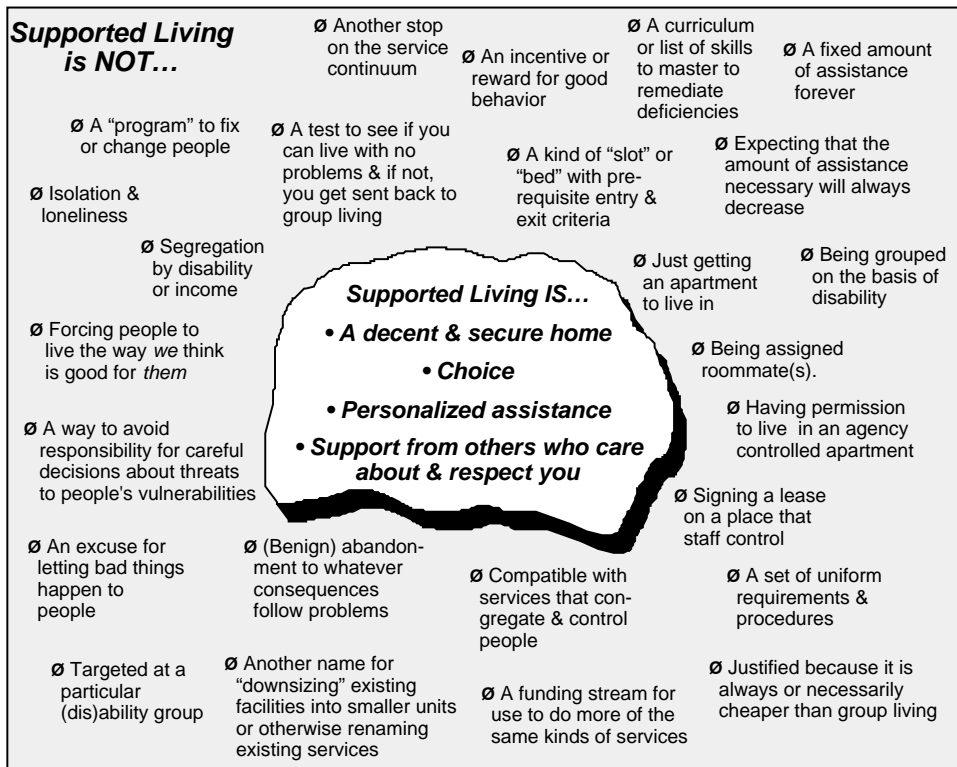 Supported Living
is NOT…
Ø Another stop
on the service
continuum
Ø An incentive or
reward for good
behavior
Ø A curriculum
or list of skills
to master to
remediate
deficiencies
Ø A fixed amount
of assistance
forever
Ø A “program” to fix
or change people
Ø A test to see if you
can live with no
problems & if not,
you get sent back to
group living
Ø A kind of “slot” or
“bed” with pre-
requisite entry &
exit criteria
Ø Expecting that the
amount of assistance
necessary will always
decrease
Ø Isolation &
loneliness
Ø Segregation
by disability
or income
Ø Just getting
an apartment
to live in
Ø Being grouped
on the basis of
disability
Supported Living IS…
• A decent & secure home
• Choice
• Personalized assistance
• Support from others who care
about & respect you
Ø Forcing people to
live the way we think
is good for them
Ø Being assigned
roommate(s).
Ø A way to avoid
responsibility for careful
decisions about threats
to people's vulnerabilities
Ø Having permission
to live in an agency
controlled apartment
Ø Signing a lease
on a place that
staff control
Ø An excuse for
letting bad things
happen to
people
Ø (Benign) abandon-
ment to whatever
consequences
follow problems
Ø Compatible with
services that con-
gregate & control
people
Ø A set of uniform
requirements &
procedures
Ø Targeted at a
particular
(dis)ability group
Ø Another name for
“downsizing” existing
facilities into smaller units
or otherwise renaming
existing services
Ø A funding stream for
use to do more of the
same kinds of services
Ø Justified because it is
always or necessarily
cheaper than group living